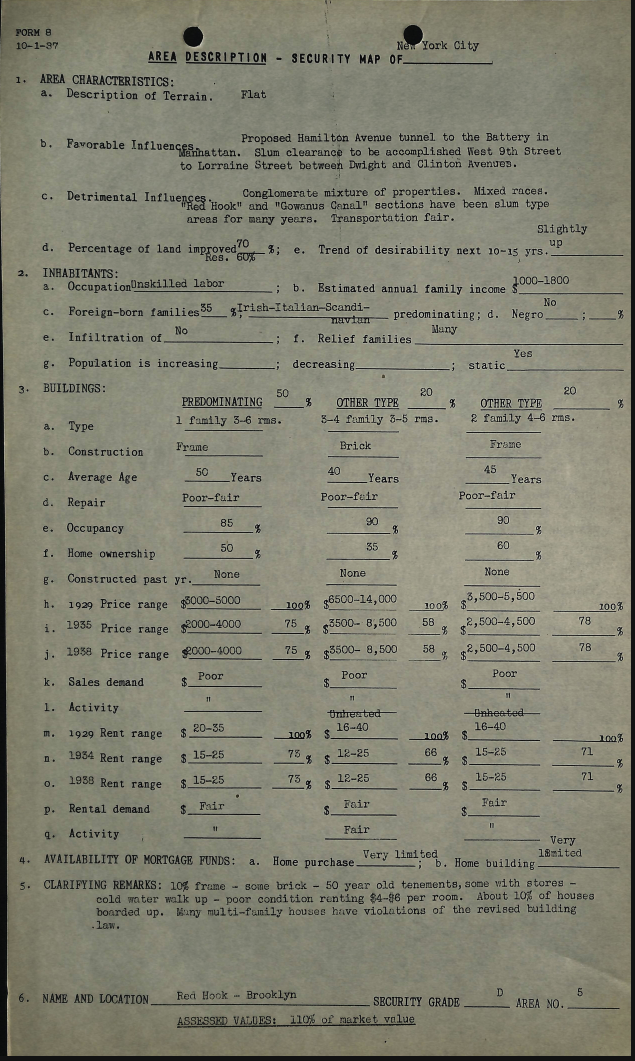 FORM 8
10-1-37
New York City
AREA DESCRIPTION - SECURITY MAP OF
1. AREA CHARACTERISTICS:
a. Description of Terrain. Flat
b. Favorable Influences. Proposed Hamilton Avenue tunnel to the Battery in
Manhattan. Slum clearance to be accomplished West 9th Street
to Lorraine Street between Dwight and Clinton Avenues.
c. Detrimental Influences. Conglomerate mixture of properties. Mixed races.
"Red Hook" and "Gowanus Canal" sections have been slum type
areas for many years. Transportation fair.
Slightly
d. Percentage of land improved 70 %; e. Trend of desirability next 10-15 yrs. up
Res. 60%
2. INHABITANTS:
a. Occupation Unskilled labor ; b. Estimated annual family income $1000-1800
c. Foreign-born families 35 %; Irish-Italian-Scandi- predominating; d. Negro No ; %
navian
e. Infiltration of No ; f. Relief families Many
g. Population is increasing ; decreasing ; static Yes
3. BUILDINGS:
PREDOMINATING 50 % OTHER TYPE 20 % OTHER TYPE 20 %
a. Type 1 family 3-6 rms. 3-4 family 3-5 rms. 2 family 4-6 rms.
b. Construction Frame Brick Frame
c. Average Age 50 Years 40 Years 45 Years
d. Repair Poor-fair Poor-fair Poor-fair
e. Occupancy 85 % 90 % 90 %
f. Home ownership 50 % 35 % 60 %
g. Constructed past yr. None None None
h. 1929 Price range $3000-5000 100% $6500-14,000 100% $3,500-5,500 100%
i. 1935 Price range $2000-4000 75 % $3500- 8,500 58 % $2,500-4,500 78 %
j. 1938 Price range $2000-4000 75 % $3500- 8,500 58 % $2,500-4,500 78 %
k. Sales demand $ Poor $ Poor $ Poor
l. Activity " " "
Unheated Unheated
m. 1929 Rent range $ 20-35 100% $ 16-40 100% $ 16-40 100%
n. 1934 Rent range $ 15-25 73 % $ 12-25 66 % $ 15-25 71 %
o. 1938 Rent range $ 15-25 73 % $ 12-25 66 % $ 15-25 71 %
p. Rental demand $ Fair $ Fair $ Fair
q. Activity " Fair "
Very
4. AVAILABILITY OF MORTGAGE FUNDS: a. Home purchase Very limited ; b. Home building limited
5. CLARIFYING REMARKS: 10% frame - some brick - 50 year old tenements, some with stores -
cold water walk up - poor condition renting $4-$6 per room. About 10% of houses
boarded up. Many multi-family houses have violations of the revised building
law.
6. NAME AND LOCATION Red Hook - Brooklyn SECURITY GRADE D AREA NO. 5
ASSESSED VALUES: 110% of market value